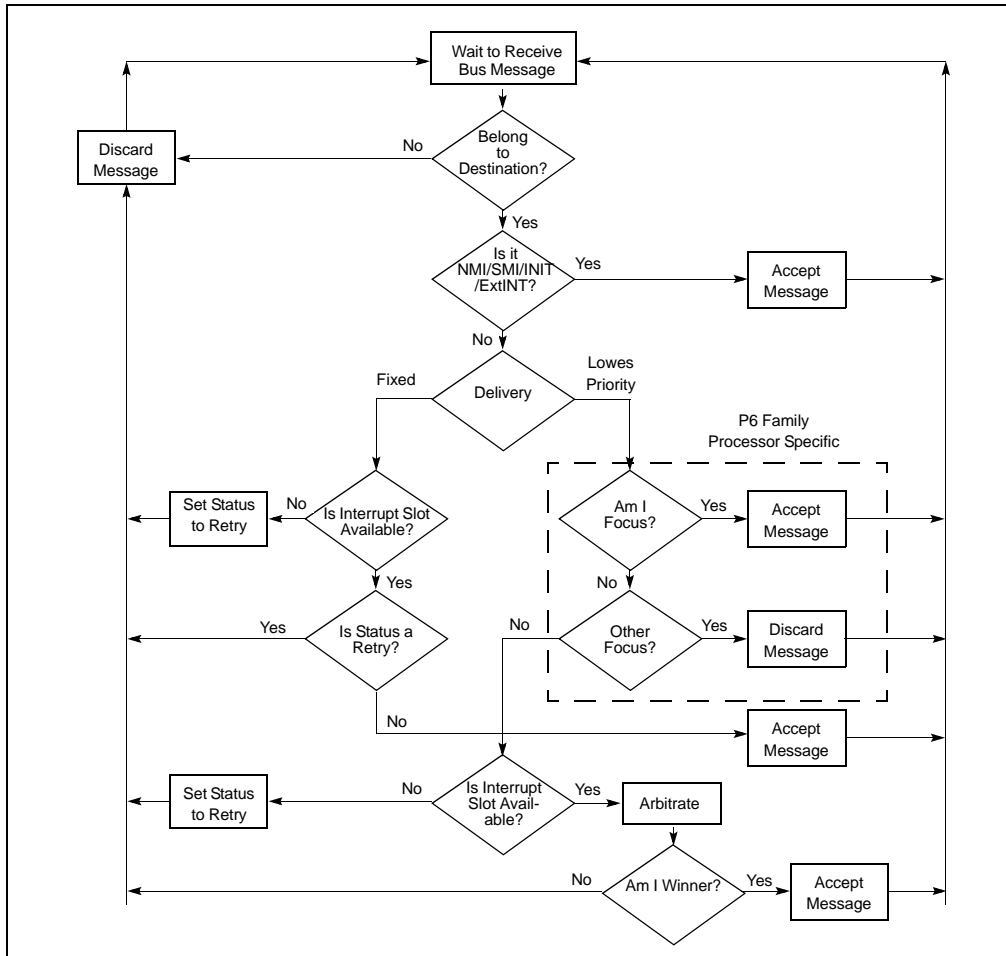 Wait to Receive
Bus Message
Belong
to
Destination?
No
Discard
Message
Yes
Is it
NMI/SMI/INIT
/ExtINT?
Yes
Accept
Message
No
Delivery
Fixed
Lowes
Priority
P6 Family
Processor Specific
Set Status
to Retry
No
Is Interrupt Slot
Available?
Am I
Focus?
Yes
Accept
Message
Yes
No
Yes
Is Status a
Retry?
No
Other
Focus?
Yes
Discard
Message
No
Accept
Message
Set Status
to Retry
No
Is Interrupt
Slot Avail-
able?
Yes
Arbitrate
No
Am I Winner?
Yes
Accept
Message